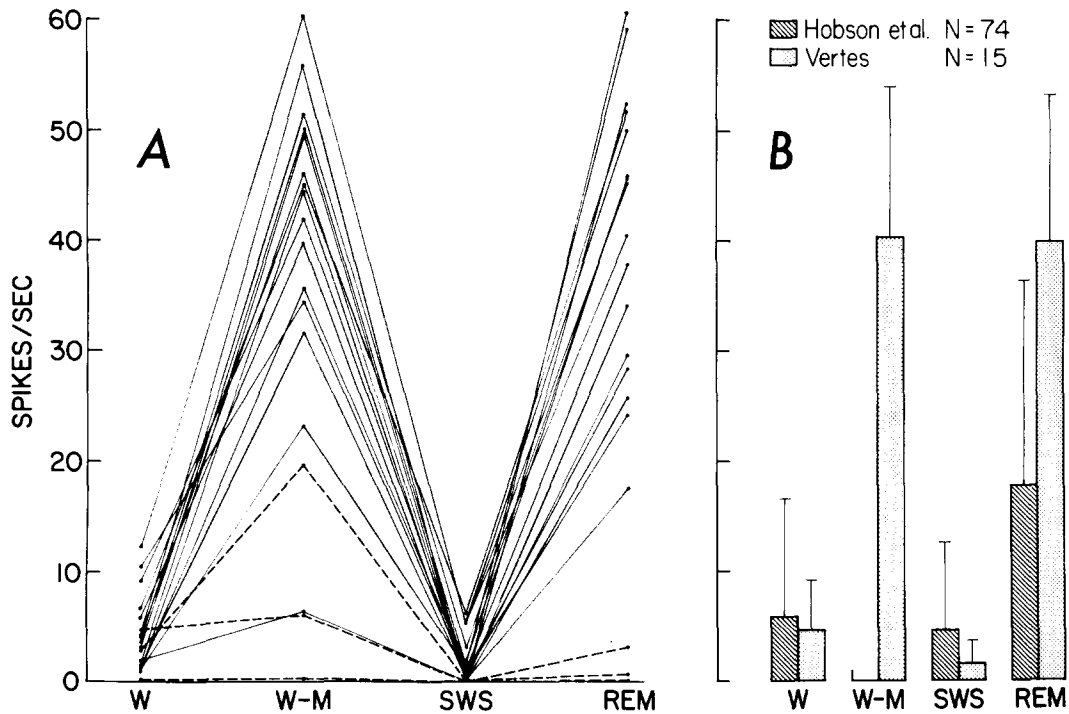 60
50
40
30
20
10
0
SPIKES/SEC
A
W W-M SWS REM
Hobson et al. N=74
Vertes N=15
B
W W-M SWS REM